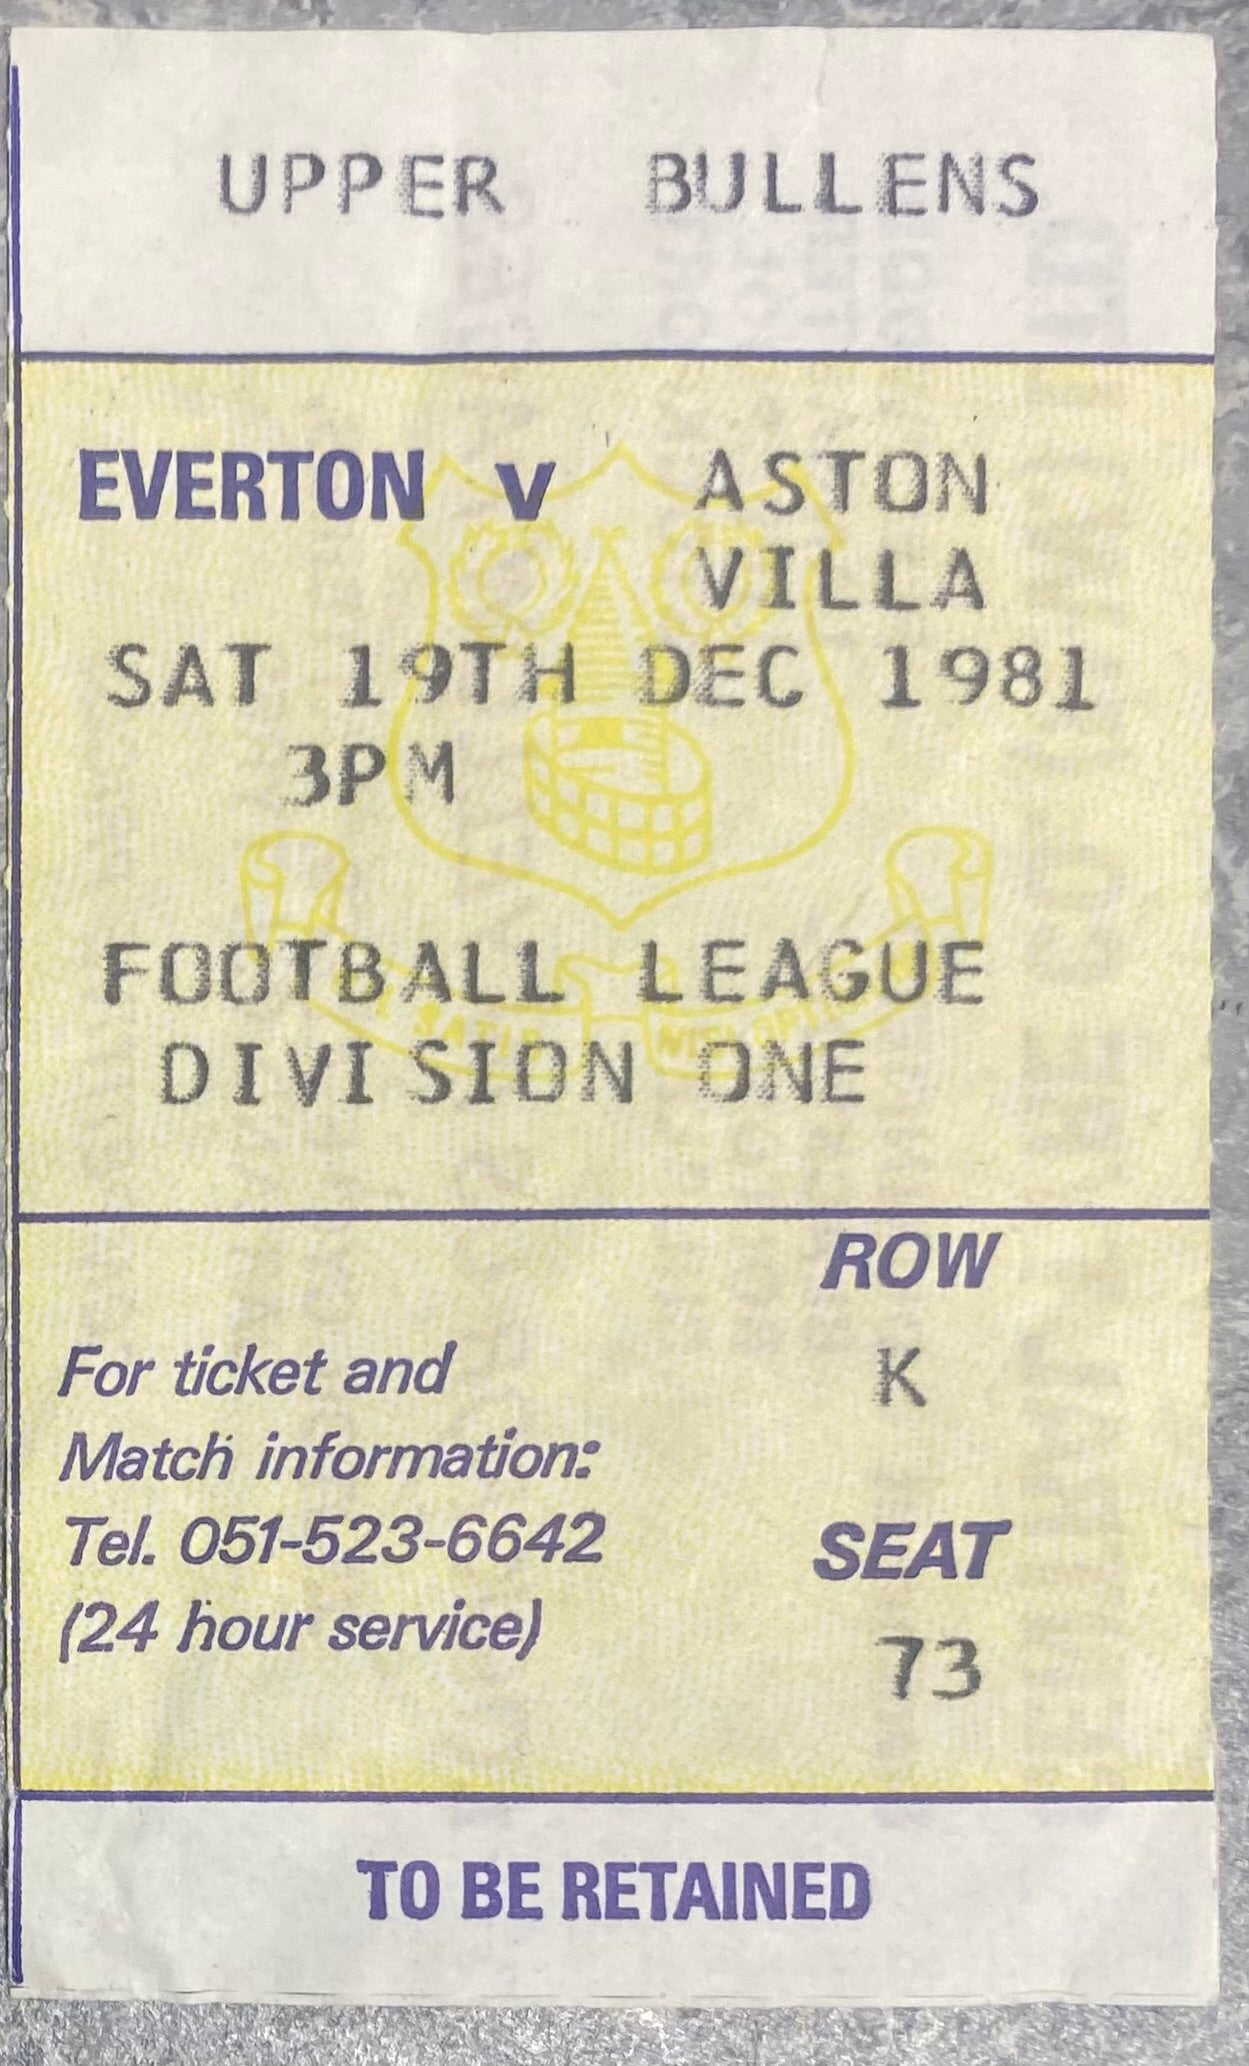 UPPER BULLENS
EVERTON v ASTON
VILLA
SAT 19TH DEC 1981
3PM
FOOTBALL LEAGUE
DIVISION ONE
ROW
K
For ticket and
Match information:
Tel. 051-523-6642
(24 hour service)
SEAT
73
TO BE RETAINED